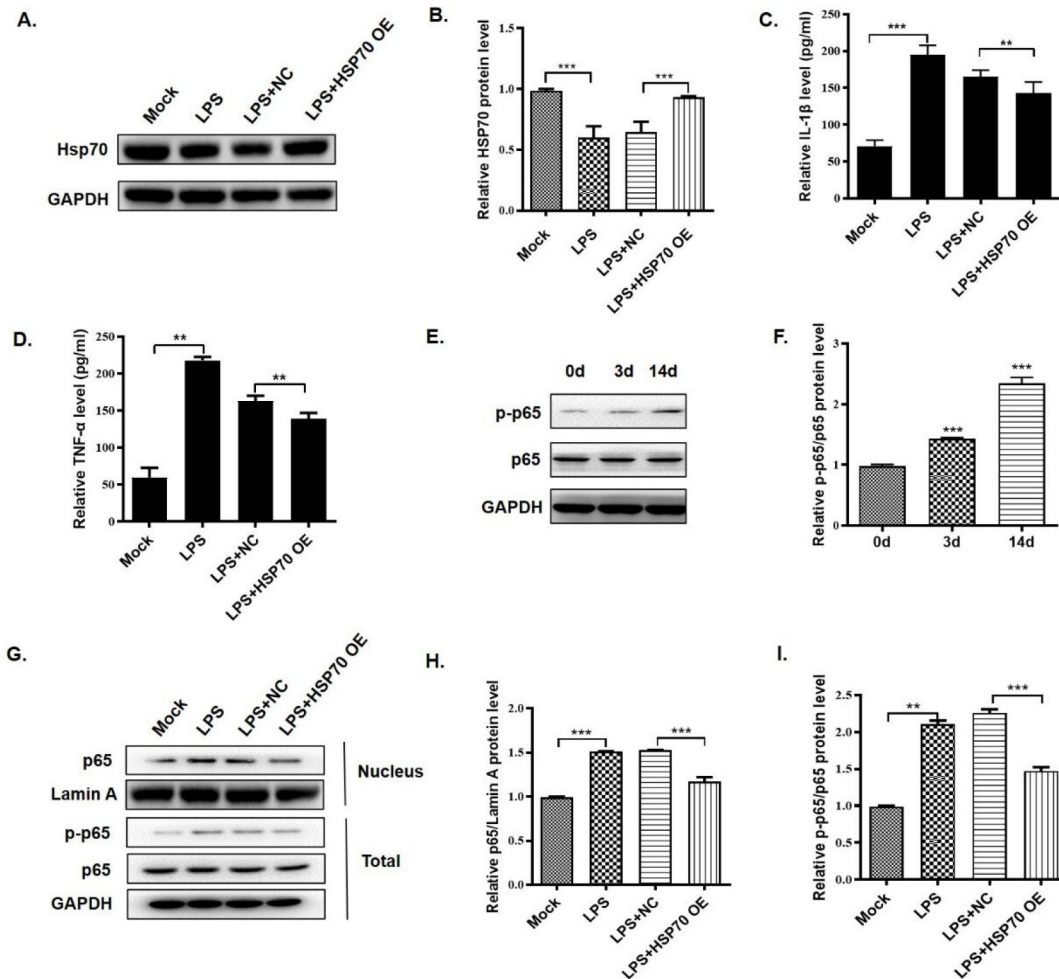 A.
Mock
LPS
LPS+NC
LPS+HSP70 OE
Hsp70
GAPDH
B.
Relative HSP70 protein level
1.5
1.0
0.5
0.0
***
***
Mock
LPS
LPS+NC
LPS+HSP70 OE
C.
Relative IL-1β level (pg/ml)
250
200
150
100
50
0
***
**
Mock
LPS
LPS+NC
LPS+HSP70 OE
D.
Relative TNF-α level (pg/ml)
250
200
150
100
50
0
**
**
Mock
LPS
LPS+NC
LPS+HSP70 OE
E.
0d 3d 14d
p-p65
p65
GAPDH
F.
Relative p-p65/p65 protein level
3
2
1
0
***
***
0d 3d 14d
G.
Mock
LPS
LPS+NC
LPS+HSP70 OE
p65
Lamin A
Nucleus
p-p65
p65
GAPDH
Total
H.
Relative p65/Lamin A protein level
2.0
1.5
1.0
0.5
0.0
***
***
Mock
LPS
LPS+NC
LPS+HSP70 OE
I.
Relative p-p65/p65 protein level
2.5
2.0
1.5
1.0
0.5
0.0
**
***
Mock
LPS
LPS+NC
LPS+HSP70 OE